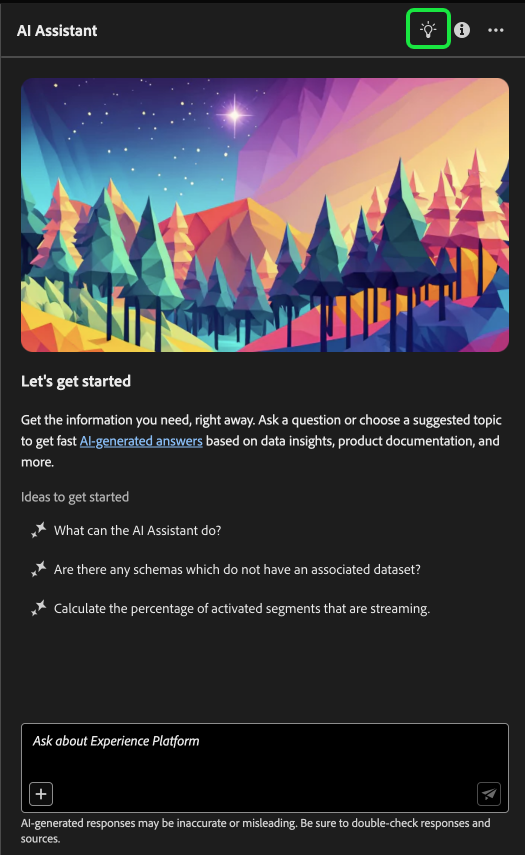 AI Assistant
Let's get started
Get the information you need, right away. Ask a question or choose a suggested topic
to get fast AI-generated answers based on data insights, product documentation, and
more.
Ideas to get started
What can the AI Assistant do?
Are there any schemas which do not have an associated dataset?
Calculate the percentage of activated segments that are streaming.
Ask about Experience Platform
AI-generated responses may be inaccurate or misleading. Be sure to double-check responses and
sources.